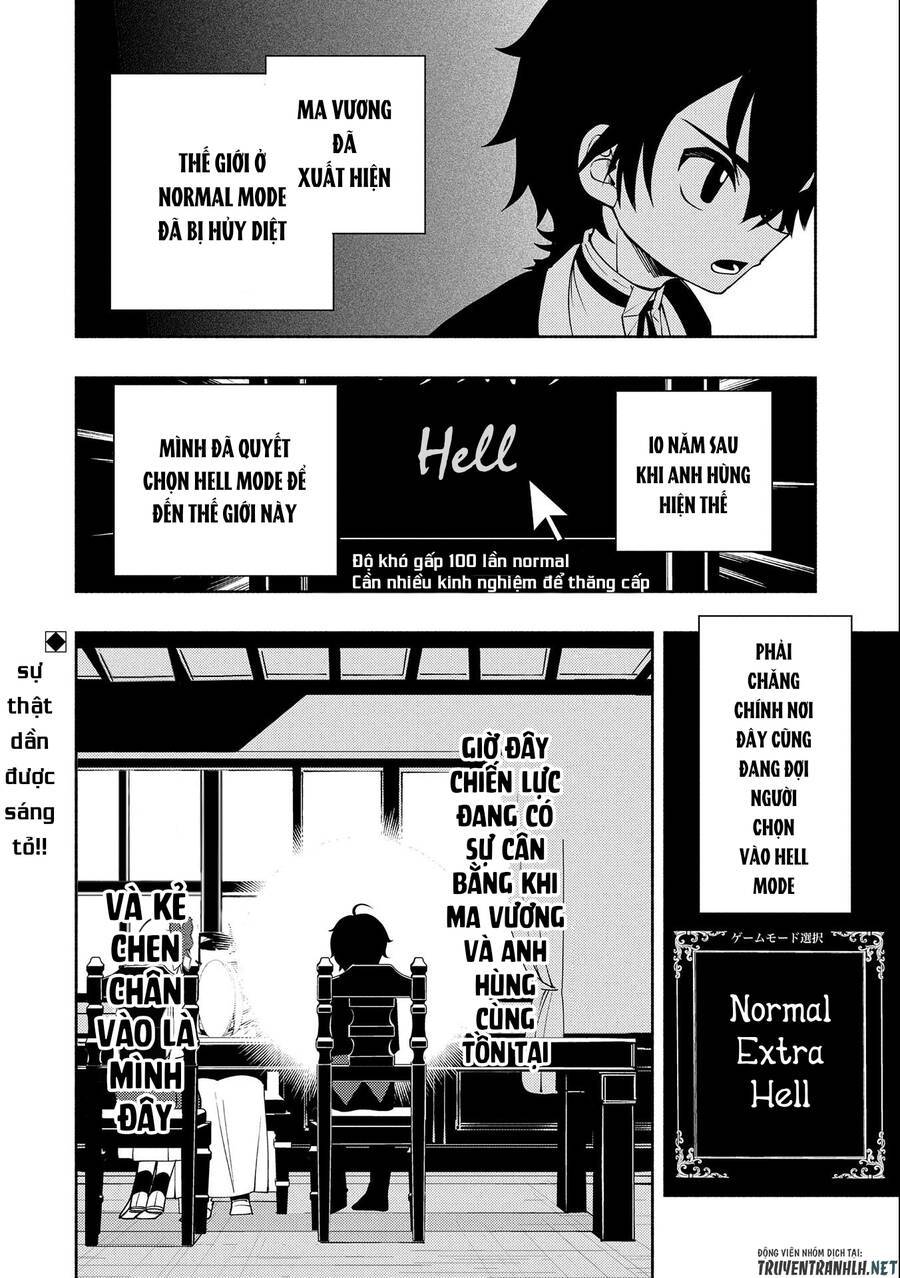 MA VƯƠNG
ĐÃ
XUẤT HIỆN
THẾ GIỚI Ở
NORMAL MODE
ĐÃ BỊ HỦY DIỆT
10 NĂM SAU
KHI ANH HÙNG
HIỆN THẾ
Hell
Độ khó gấp 100 lần normal
Cần nhiều kinh nghiệm để thăng cấp
MÌNH ĐÃ QUYẾT
CHỌN HELL MODE ĐỂ
ĐẾN THẾ GIỚI NÀY
PHẢI
CHĂNG
CHÍNH NƠI
ĐÂY CŨNG
ĐANG ĐỢI
NGƯỜI
CHỌN
VÀO HELL
MODE
ゲームモード選択
Normal
Extra
Hell
GIỜ ĐÂY
CHIẾN LỰC
ĐANG CÓ
SỰ CÂN
BẰNG KHI
MA VƯƠNG
VÀ ANH
HÙNG
CÙNG
TỒN TẠI
VÀ KẺ
CHEN
CHÂN
VÀO LÀ
MÌNH
ĐÂY
sự
thật
dần
được
sáng
tỏ!!
ĐỘNG VIÊN NHÓM DỊCH TẠI:
TRUYENTRANHLH.NET